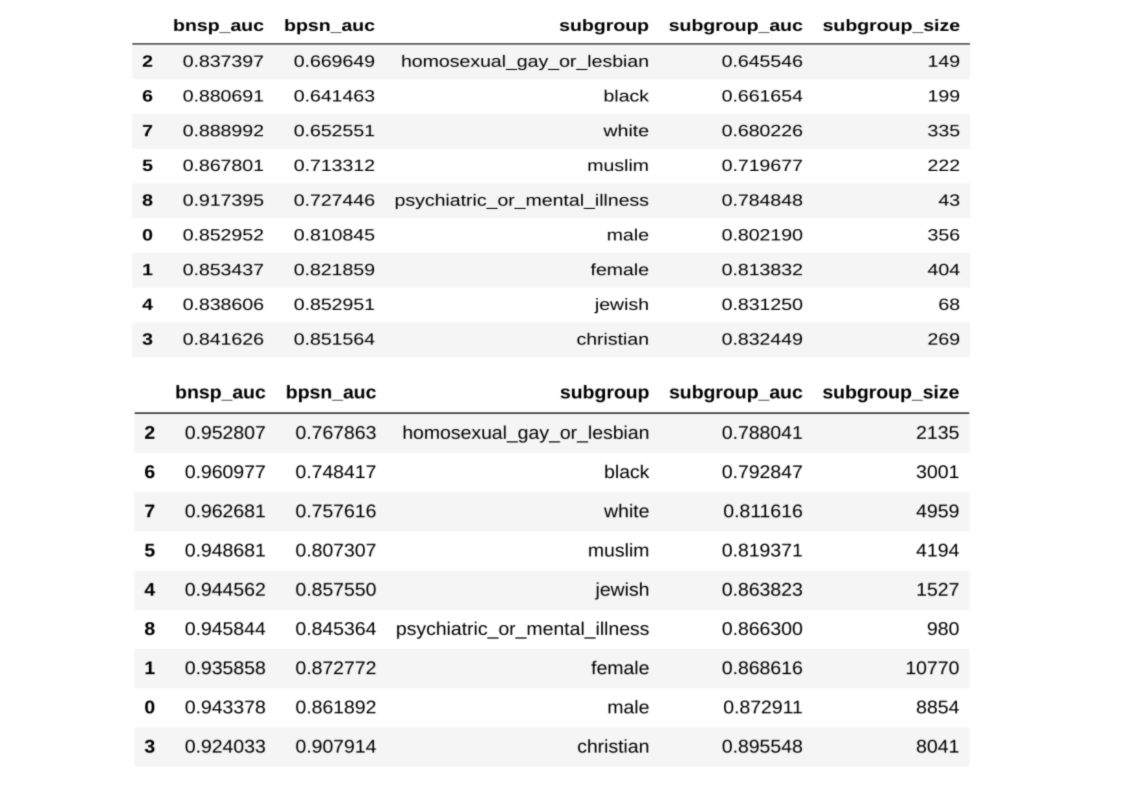 bnsp_auc bpsn_auc subgroup subgroup_auc subgroup_size
2 0.837397 0.669649 homosexual_gay_or_lesbian 0.645546 149
6 0.880691 0.641463 black 0.661654 199
7 0.888992 0.652551 white 0.680226 335
5 0.867801 0.713312 muslim 0.719677 222
8 0.917395 0.727446 psychiatric_or_mental_illness 0.784848 43
0 0.852952 0.810845 male 0.802190 356
1 0.853437 0.821859 female 0.813832 404
4 0.838606 0.852951 jewish 0.831250 68
3 0.841626 0.851564 christian 0.832449 269
bnsp_auc bpsn_auc subgroup subgroup_auc subgroup_size
2 0.952807 0.767863 homosexual_gay_or_lesbian 0.788041 2135
6 0.960977 0.748417 black 0.792847 3001
7 0.962681 0.757616 white 0.811616 4959
5 0.948681 0.807307 muslim 0.819371 4194
4 0.944562 0.857550 jewish 0.863823 1527
8 0.945844 0.845364 psychiatric_or_mental_illness 0.866300 980
1 0.935858 0.872772 female 0.868616 10770
0 0.943378 0.861892 male 0.872911 8854
3 0.924033 0.907914 christian 0.895548 8041